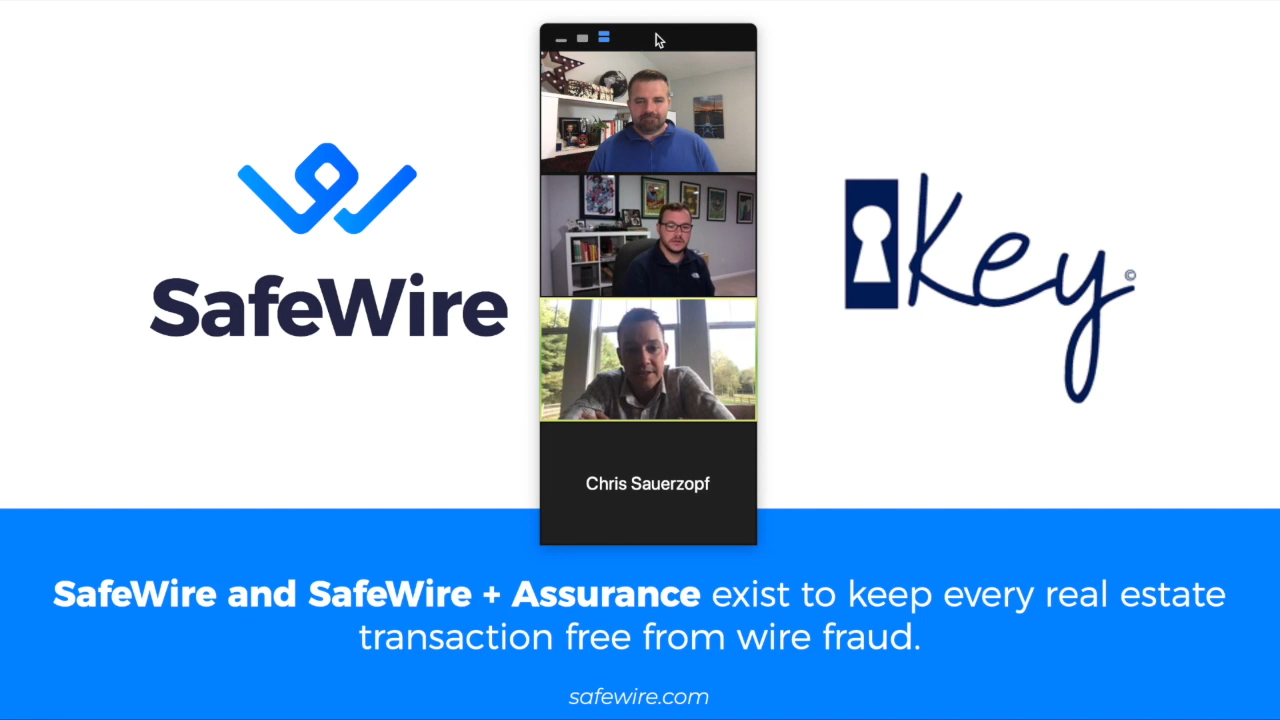 SafeWire
Key©
Chris Sauerzopf
SafeWire and SafeWire + Assurance exist to keep every real estate
transaction free from wire fraud.
safewire.com